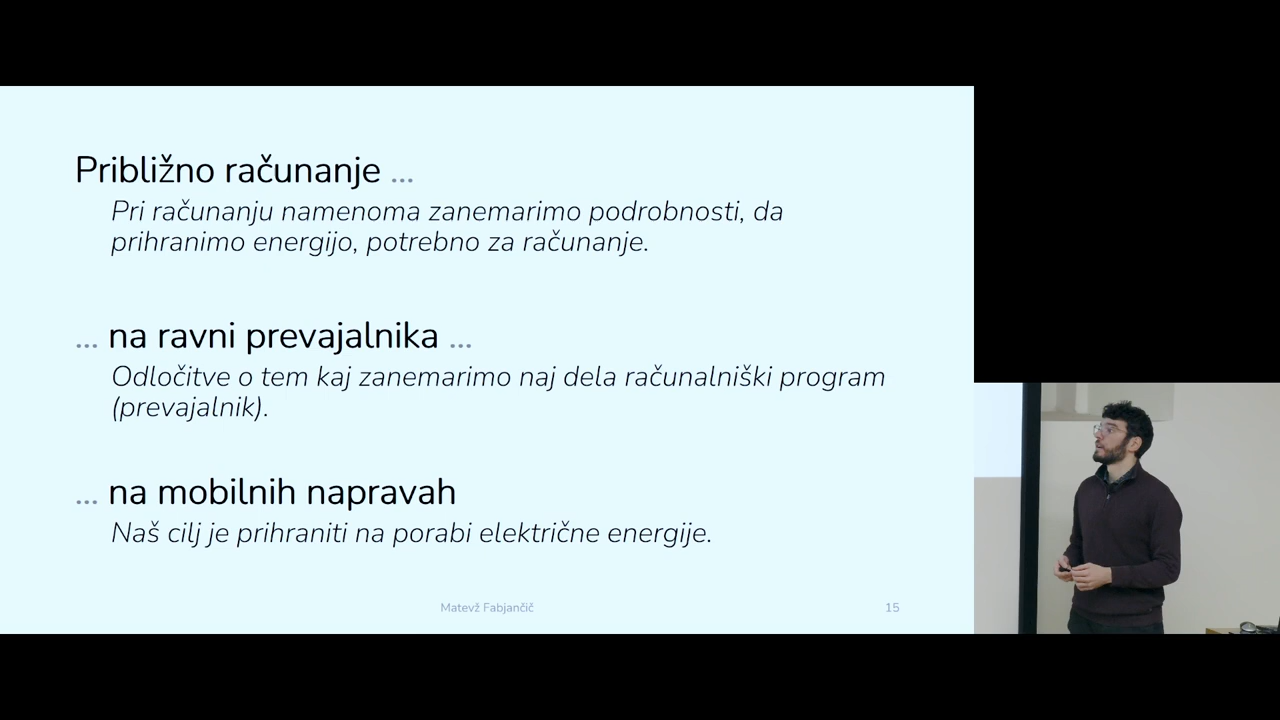 Približno računanje ...
Pri računanju namenoma zanemarimo podrobnosti, da
prihranimo energijo, potrebno za računanje.
... na ravni prevajalnika ...
Odločitve o tem kaj zanemarimo naj dela računalniški program
(prevajalnik).
... na mobilnih napravah
Naš cilj je prihraniti na porabi električne energije.
Matevž Fabjančič
15